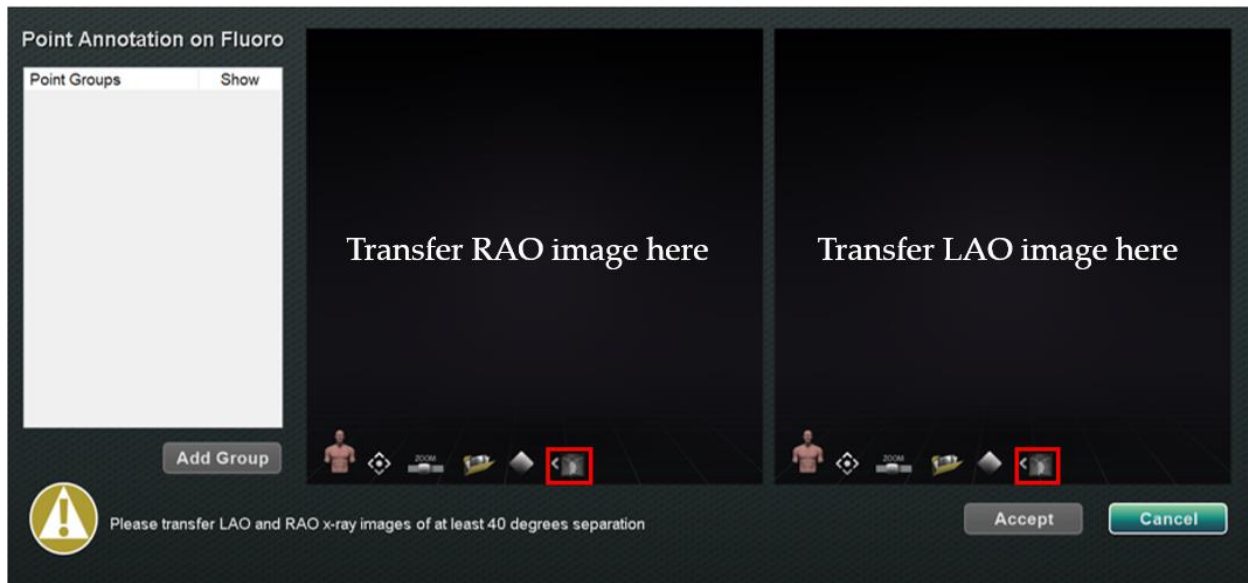 Point Annotation on Fluoro
Point Groups Show
Transfer RAO image here
Transfer LAO image here
Add Group
ZOOM
ZOOM
Please transfer LAO and RAO x-ray images of at least 40 degrees separation
Accept
Cancel